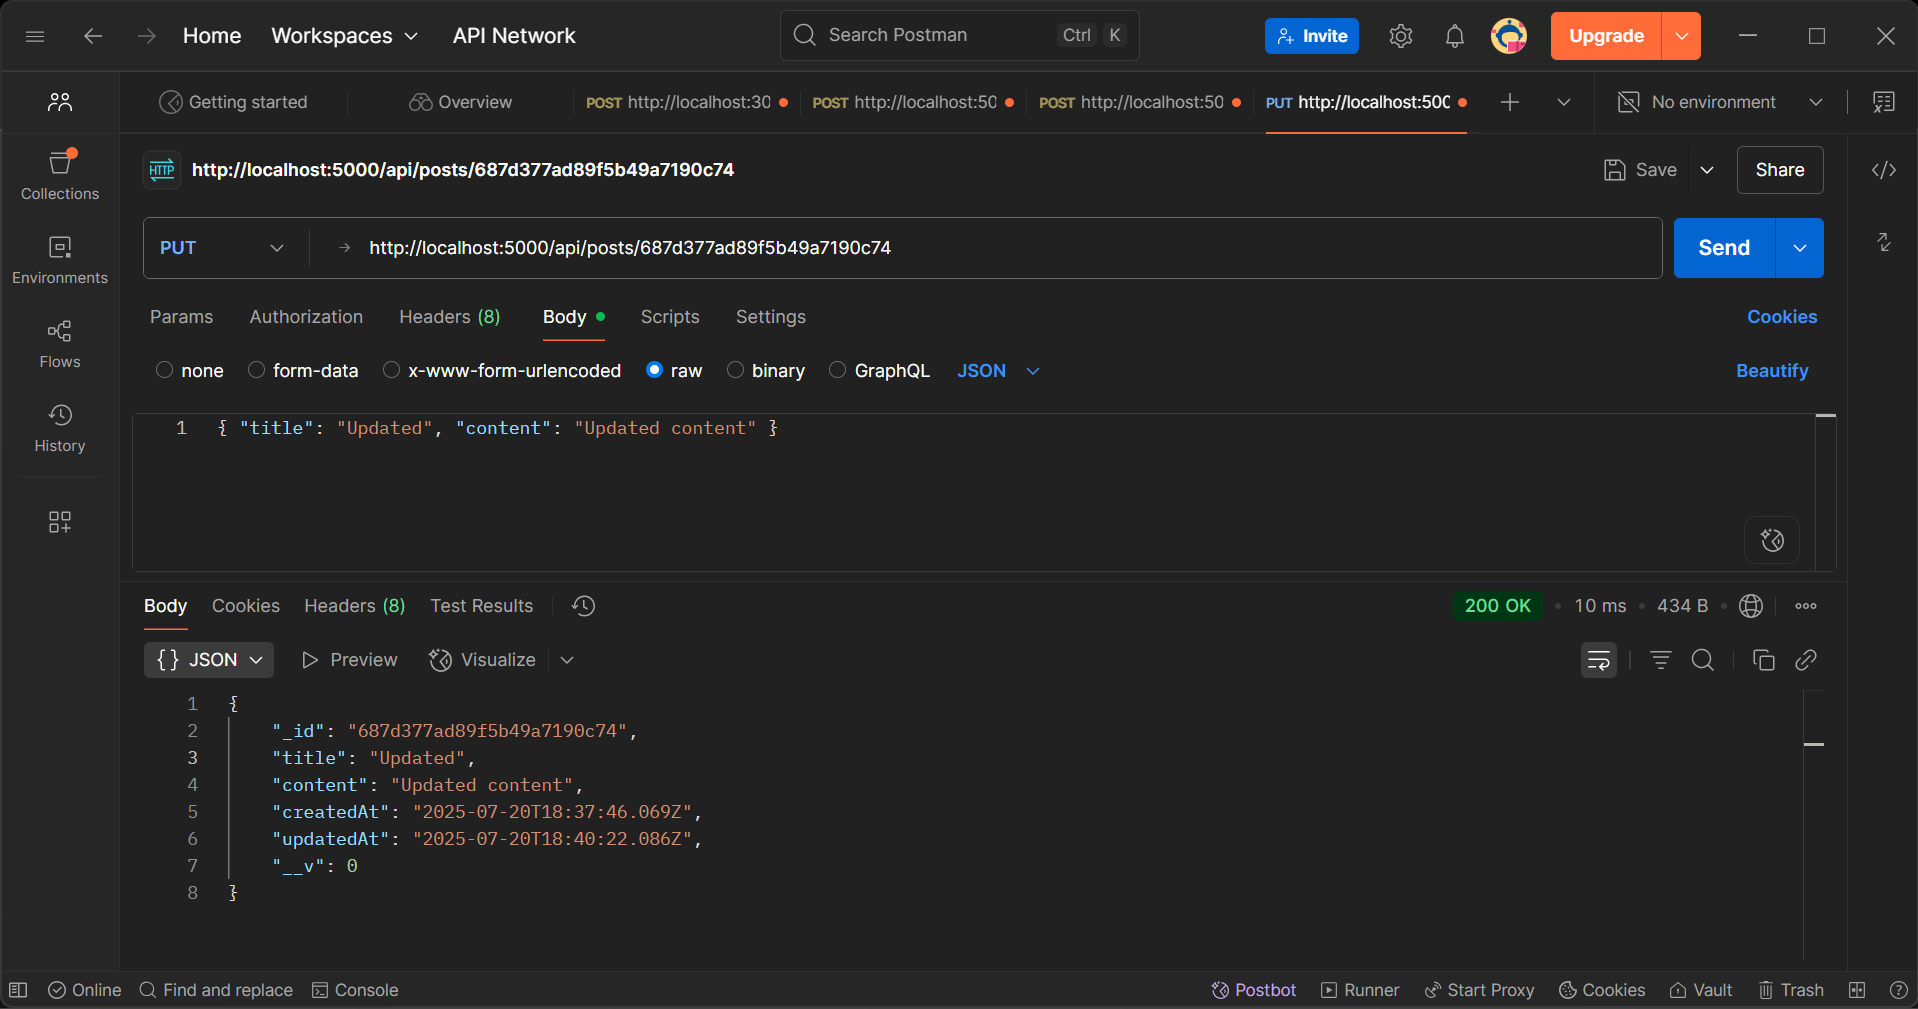 Home Workspaces API Network Search Postman Ctrl K Invite Upgrade
Getting started Overview POST http://localhost:30 POST http://localhost:50 POST http://localhost:50 PUT http://localhost:500 No environment
HTTP http://localhost:5000/api/posts/687d377ad89f5b49a7190c74 Save Share
Collections
PUT http://localhost:5000/api/posts/687d377ad89f5b49a7190c74 Send
Environments
Params Authorization Headers (8) Body Scripts Settings Cookies
Flows
none form-data x-www-form-urlencoded raw binary GraphQL JSON Beautify
History
1 { "title": "Updated", "content": "Updated content" }
Body Cookies Headers (8) Test Results 200 OK • 10 ms • 434 B •
{} JSON Preview Visualize
1 {
2 "_id": "687d377ad89f5b49a7190c74",
3 "title": "Updated",
4 "content": "Updated content",
5 "createdAt": "2025-07-20T18:37:46.069Z",
6 "updatedAt": "2025-07-20T18:40:22.086Z",
7 "__v": 0
8 }
Online Find and replace Console Postbot Runner Start Proxy Cookies Vault Trash